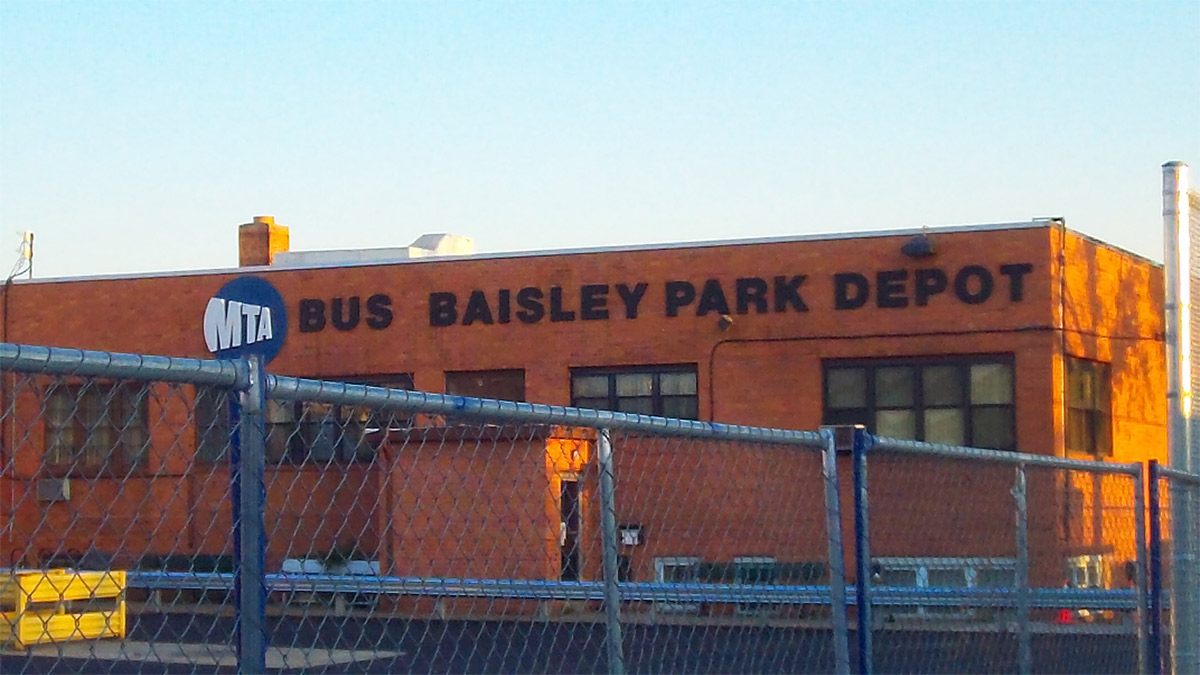 MTA BUS BAISLEY PARK DEPOT